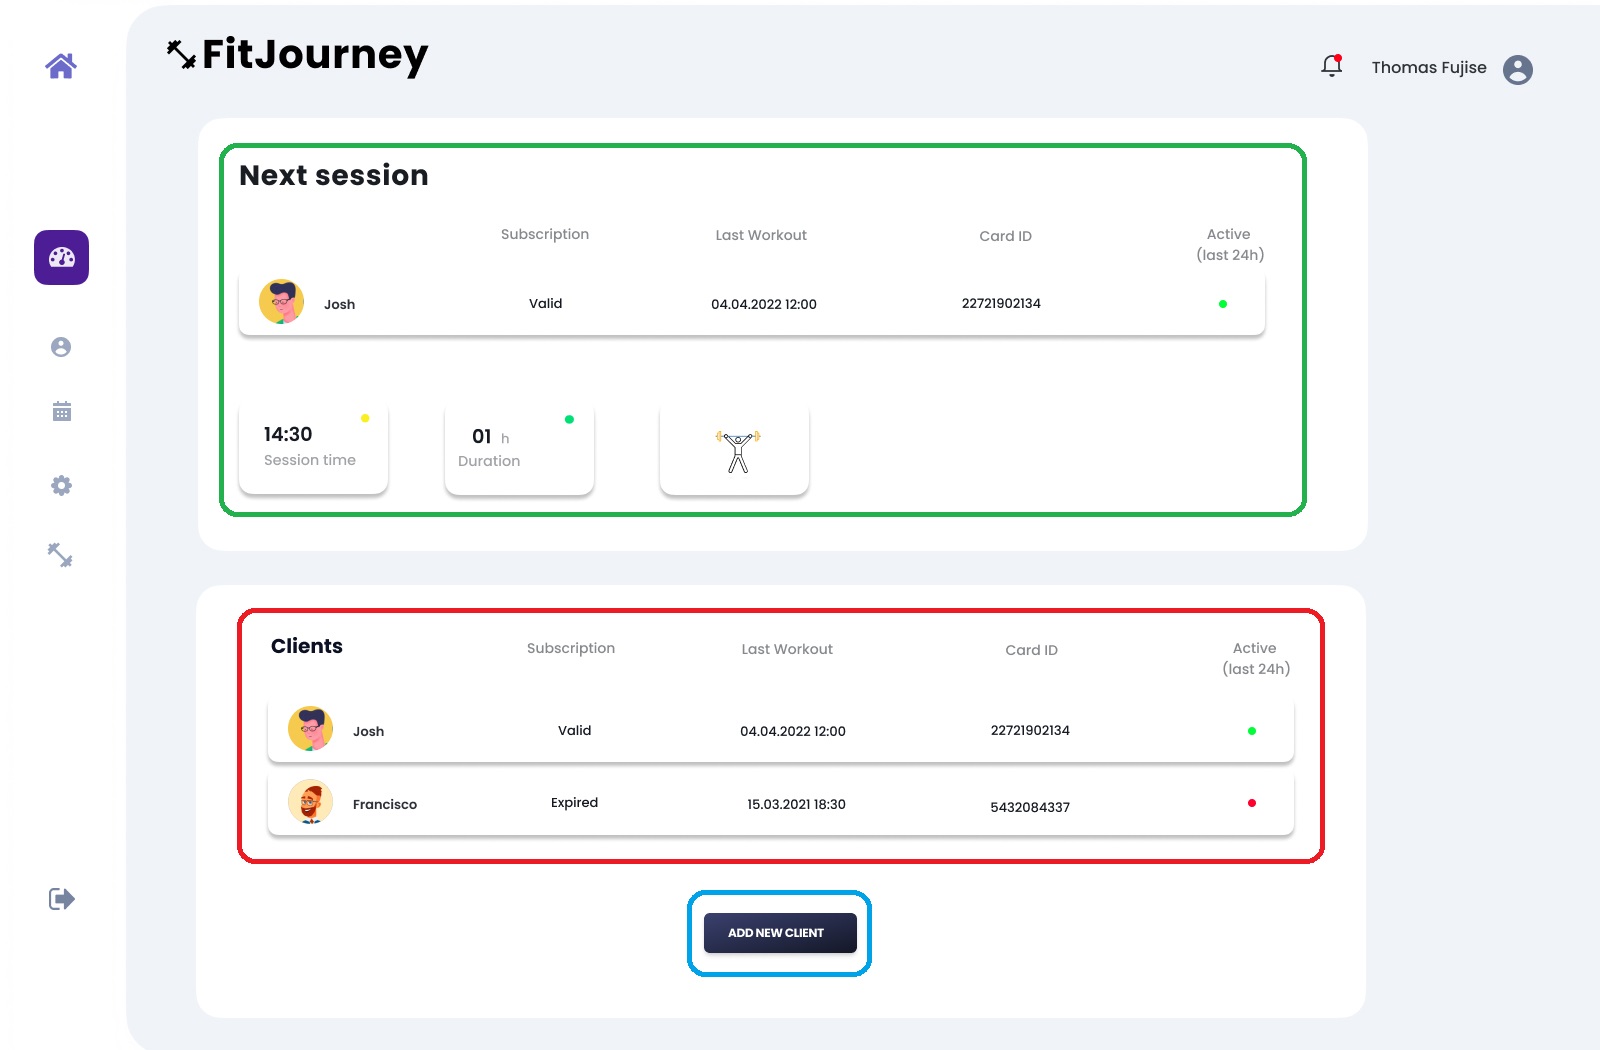 FitJourney
Thomas Fujise
Next session
Subscription Last Workout Card ID Active
(last 24h)
Josh Valid 04.04.2022 12:00 22721902134
14:30
Session time
01 h
Duration
Clients Subscription Last Workout Card ID Active
(last 24h)
Josh Valid 04.04.2022 12:00 22721902134
Francisco Expired 15.03.2021 18:30 5432084337
ADD NEW CLIENT